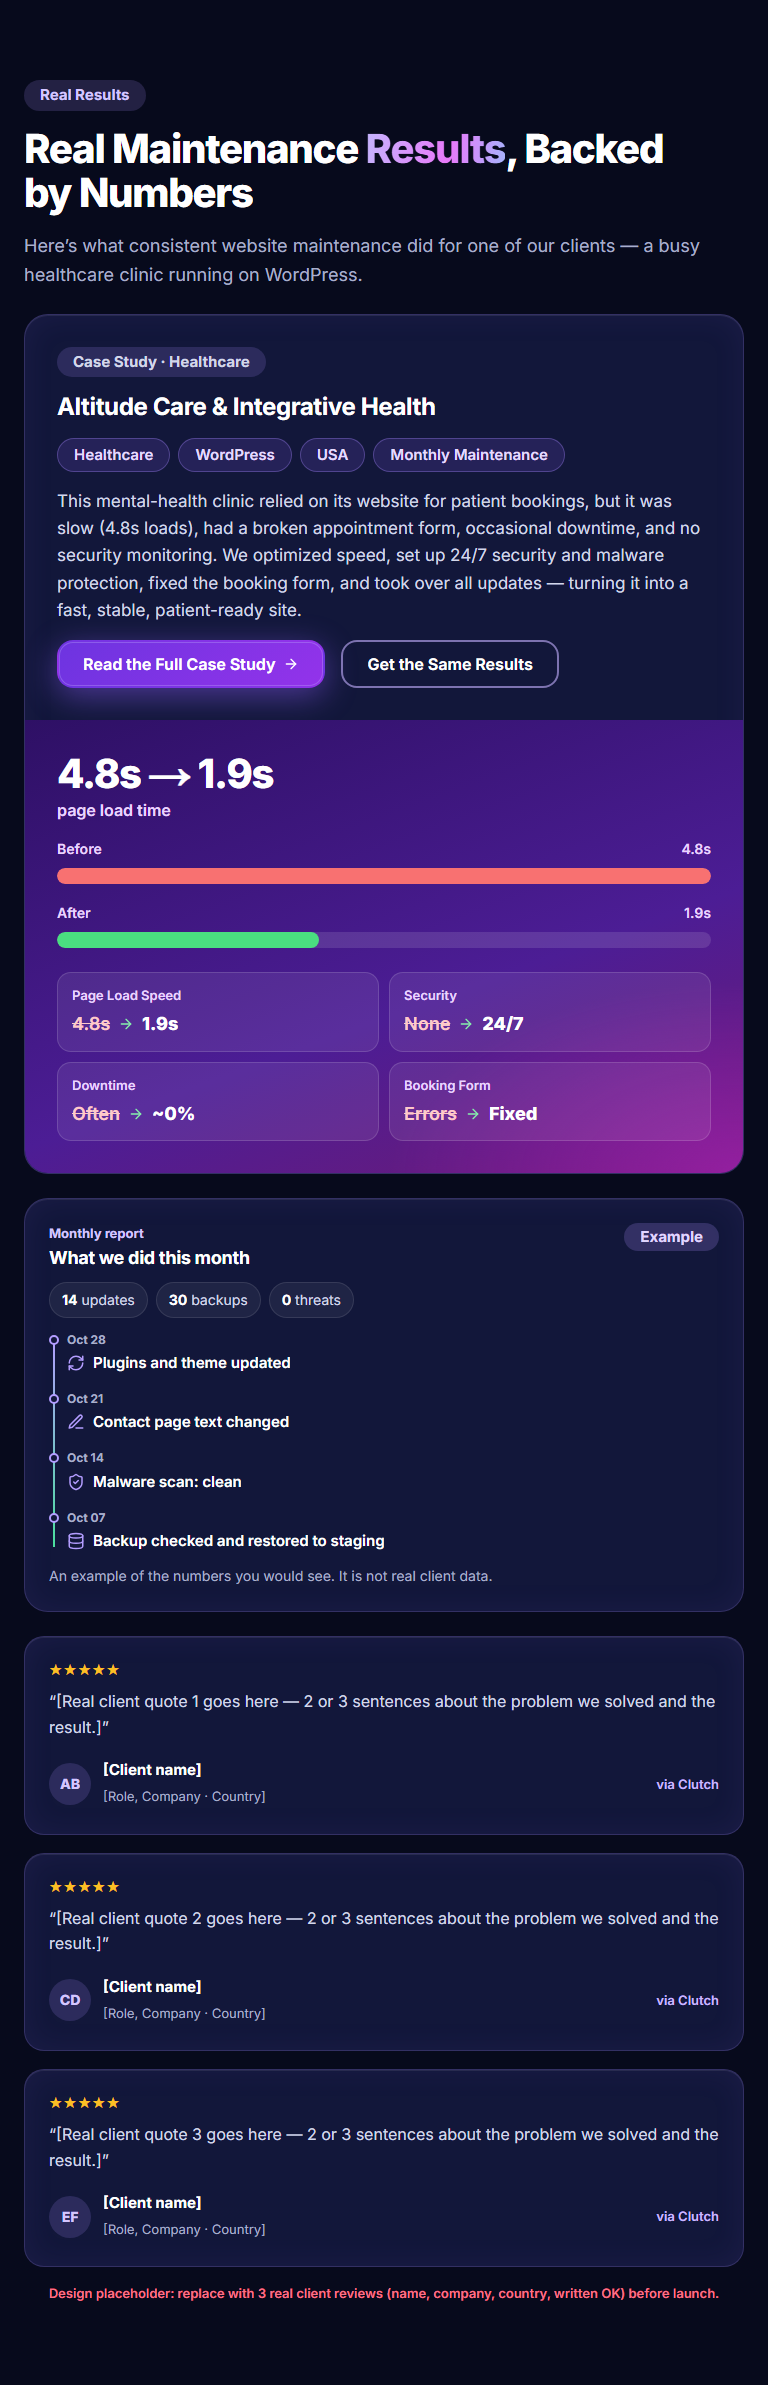 Real Results
Real Maintenance Results, Backed
by Numbers
Here’s what consistent website maintenance did for one of our clients — a busy
healthcare clinic running on WordPress.
Case Study · Healthcare
Altitude Care & Integrative Health
Healthcare
WordPress
USA
Monthly Maintenance
This mental-health clinic relied on its website for patient bookings, but it was
slow (4.8s loads), had a broken appointment form, occasional downtime, and no
security monitoring. We optimized speed, set up 24/7 security and malware
protection, fixed the booking form, and took over all updates — turning it into a
fast, stable, patient-ready site.
Read the Full Case Study →
Get the Same Results
4.8s → 1.9s
page load time
Before 4.8s
After 1.9s
Page Load Speed
4.8s → 1.9s
Security
None → 24/7
Downtime
Often → ~0%
Booking Form
Errors → Fixed
Monthly report
Example
What we did this month
14 updates
30 backups
0 threats
Oct 28
Plugins and theme updated
Oct 21
Contact page text changed
Oct 14
Malware scan: clean
Oct 07
Backup checked and restored to staging
An example of the numbers you would see. It is not real client data.
★★★★★
“[Real client quote 1 goes here — 2 or 3 sentences about the problem we solved and the
result.]”
AB
[Client name]
[Role, Company · Country]
via Clutch
★★★★★
“[Real client quote 2 goes here — 2 or 3 sentences about the problem we solved and the
result.]”
CD
[Client name]
[Role, Company · Country]
via Clutch
★★★★★
“[Real client quote 3 goes here — 2 or 3 sentences about the problem we solved and the
result.]”
EF
[Client name]
[Role, Company · Country]
via Clutch
Design placeholder: replace with 3 real client reviews (name, company, country, written OK) before launch.